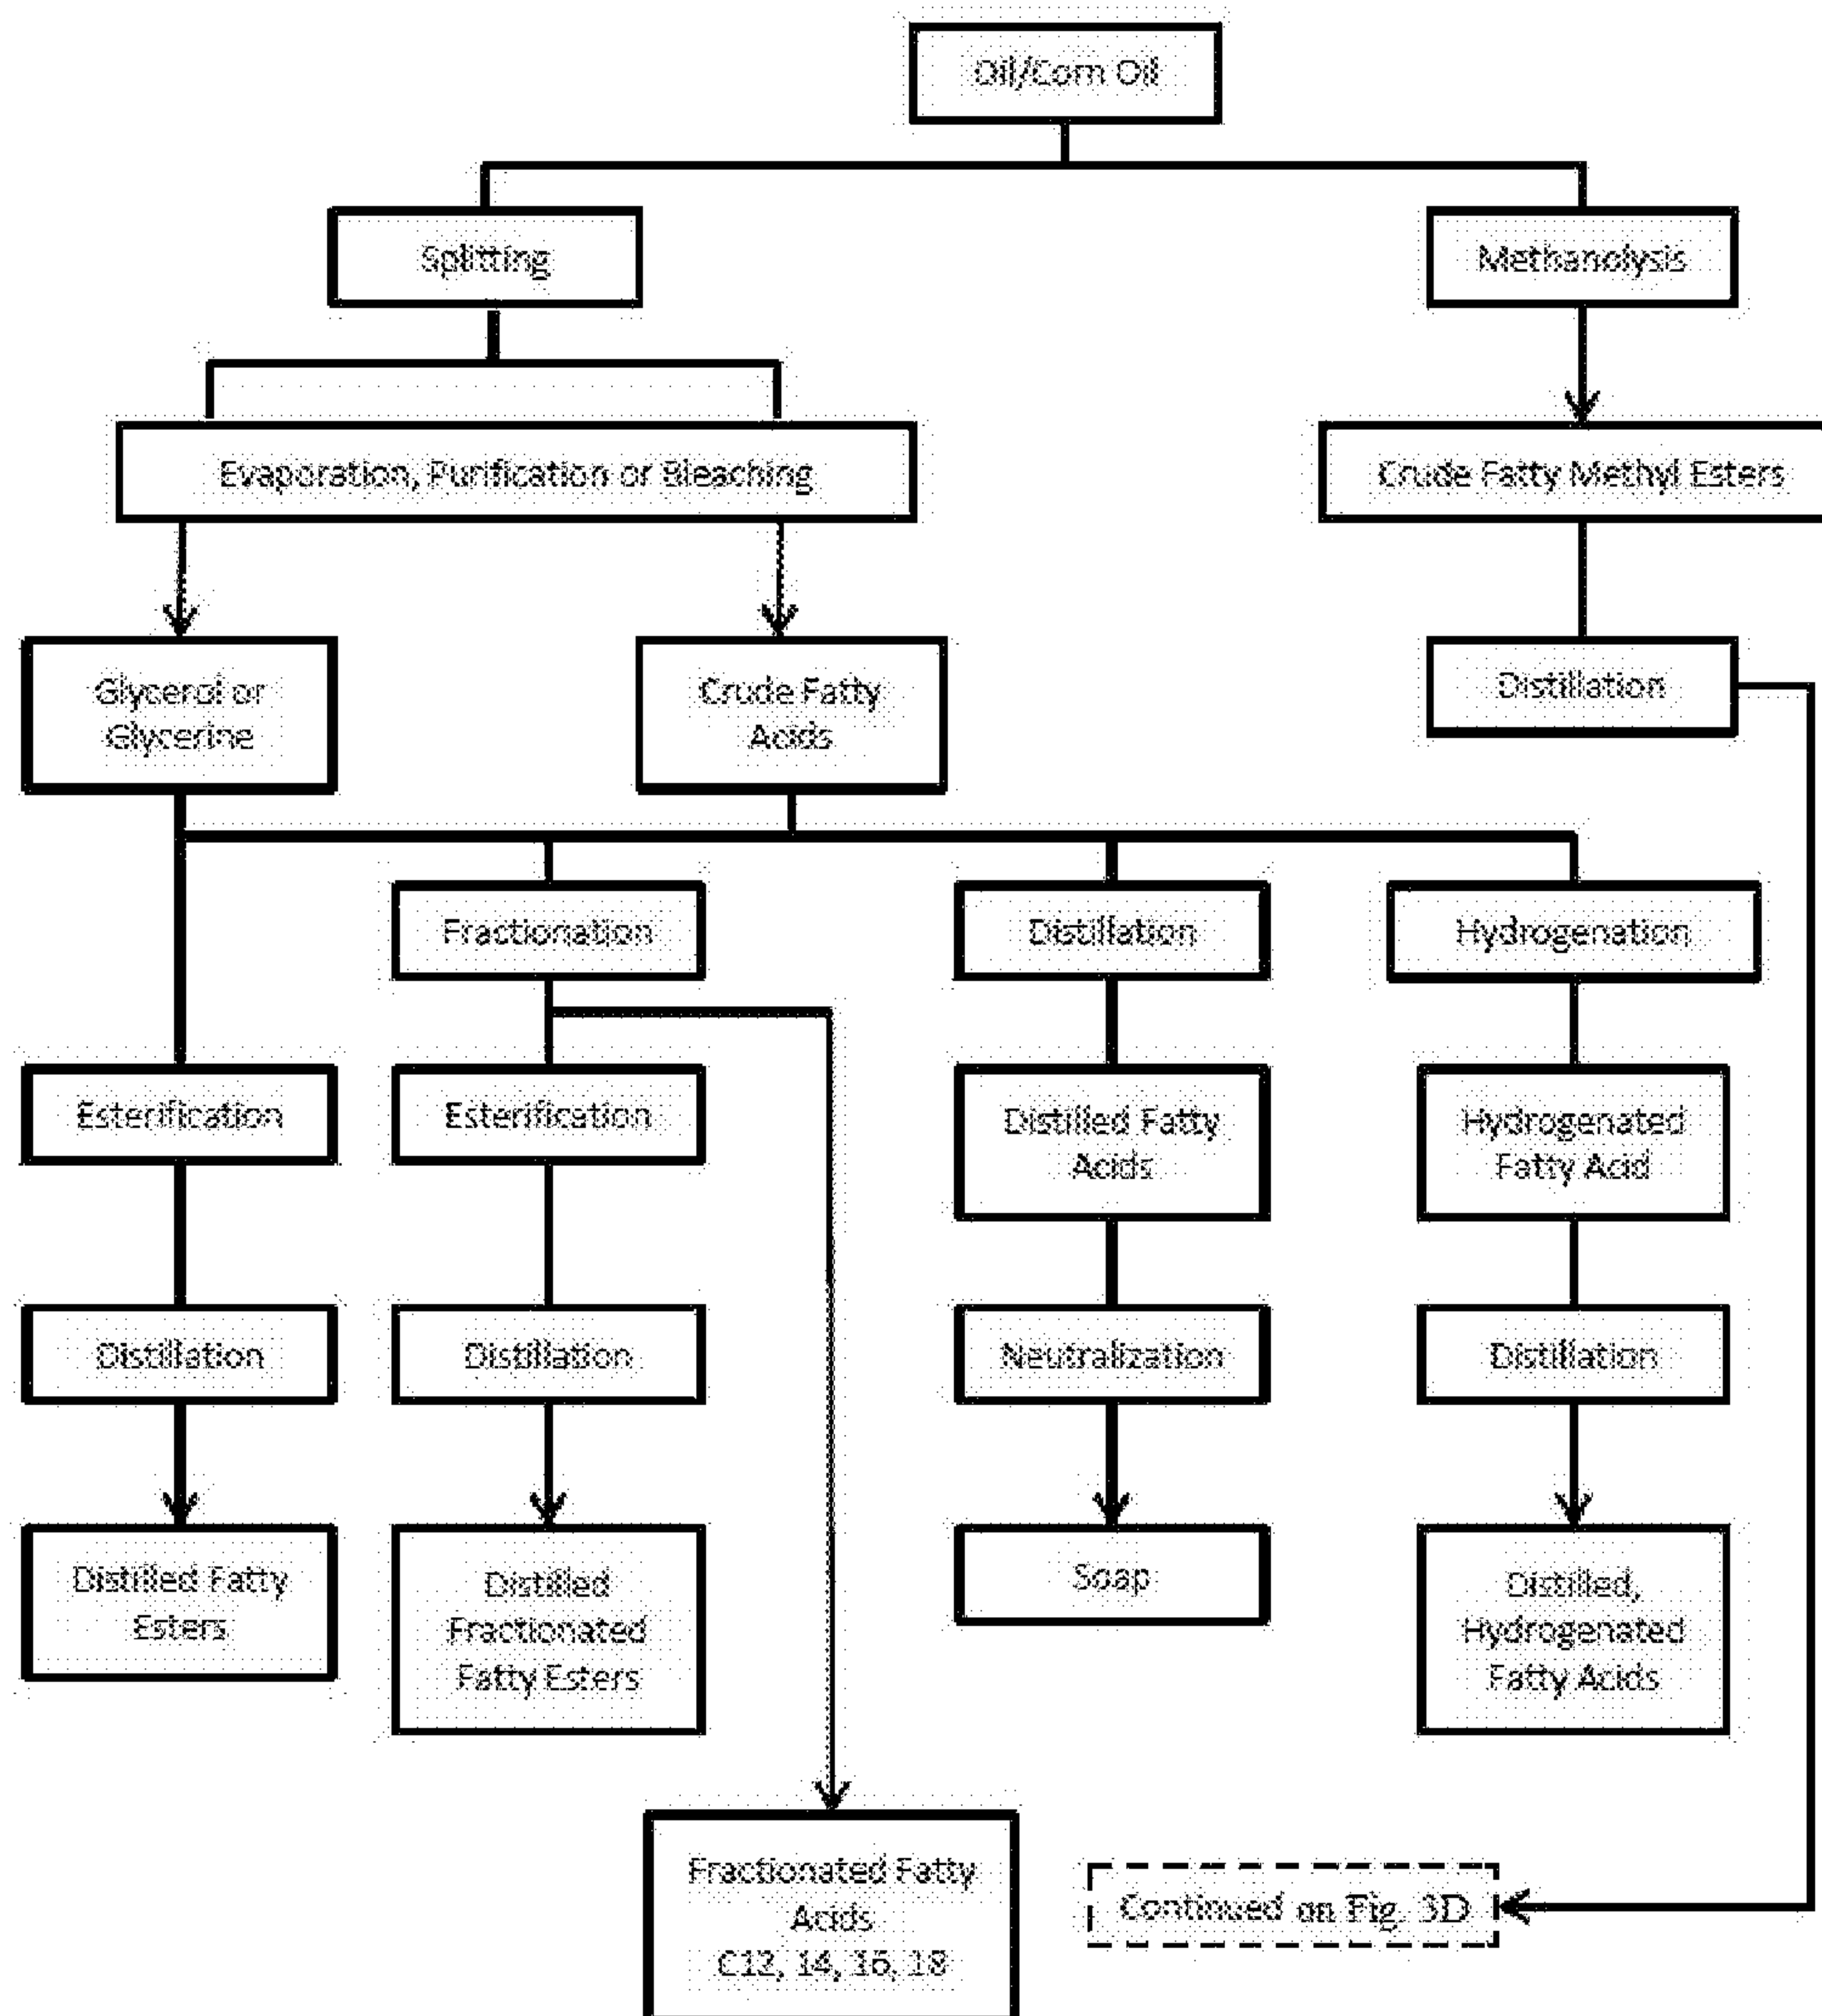 Oil/Corn Oil
Splitting
Methanolysis
Evaporation, Purification or Bleaching
Crude Fatty Methyl Esters
Glycerol or
Glycerine
Crude Fatty
Acids
Distillation
Fractionation
Distillation
Hydrogenation
Esterification
Esterification
Distilled Fatty
Acids
Hydrogenated
Fatty Acid
Distillation
Distillation
Neutralization
Distillation
Distilled Fatty
Esters
Distilled
Fractionated
Fatty Esters
Soap
Distilled,
Hydrogenated
Fatty Acids
Fractionated Fatty
Acids
C12, 14, 16, 18
Continued on Fig. 3D